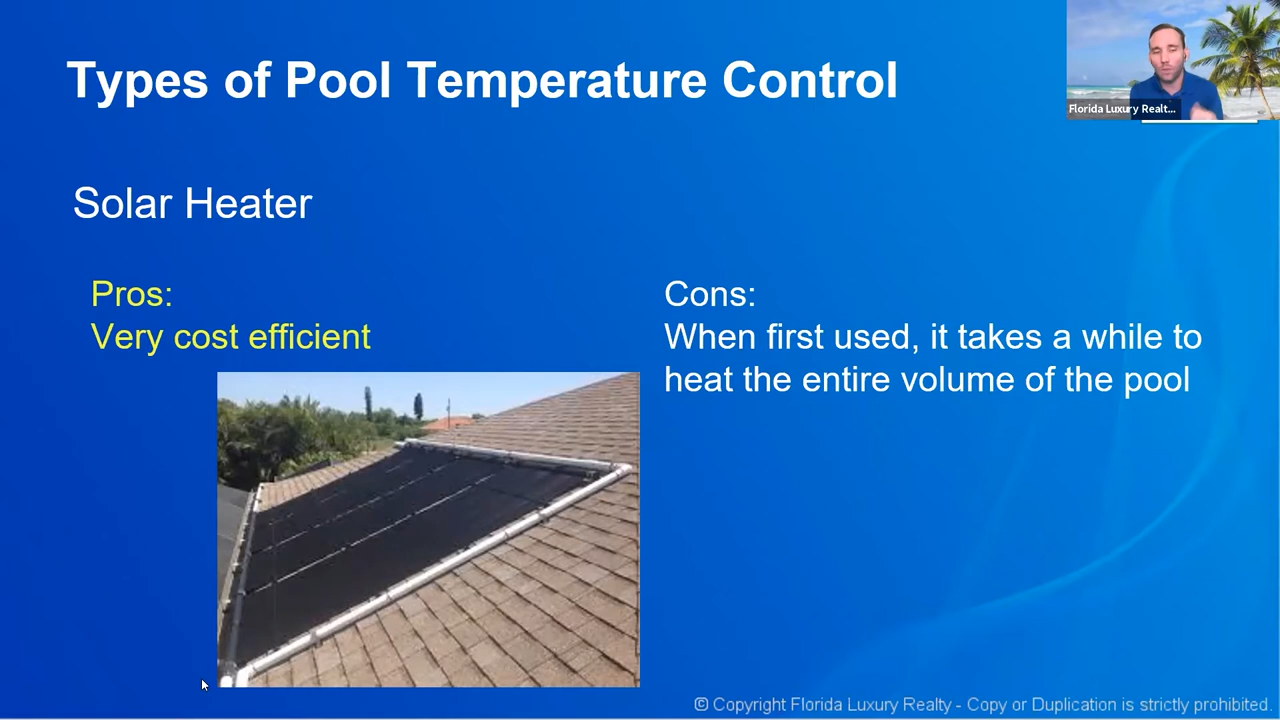 Types of Pool Temperature Control
Florida Luxury Realt...
Solar Heater
Pros:
Very cost efficient
Cons:
When first used, it takes a while to
heat the entire volume of the pool
© Copyright Florida Luxury Realty - Copy or Duplication is strictly prohibited.